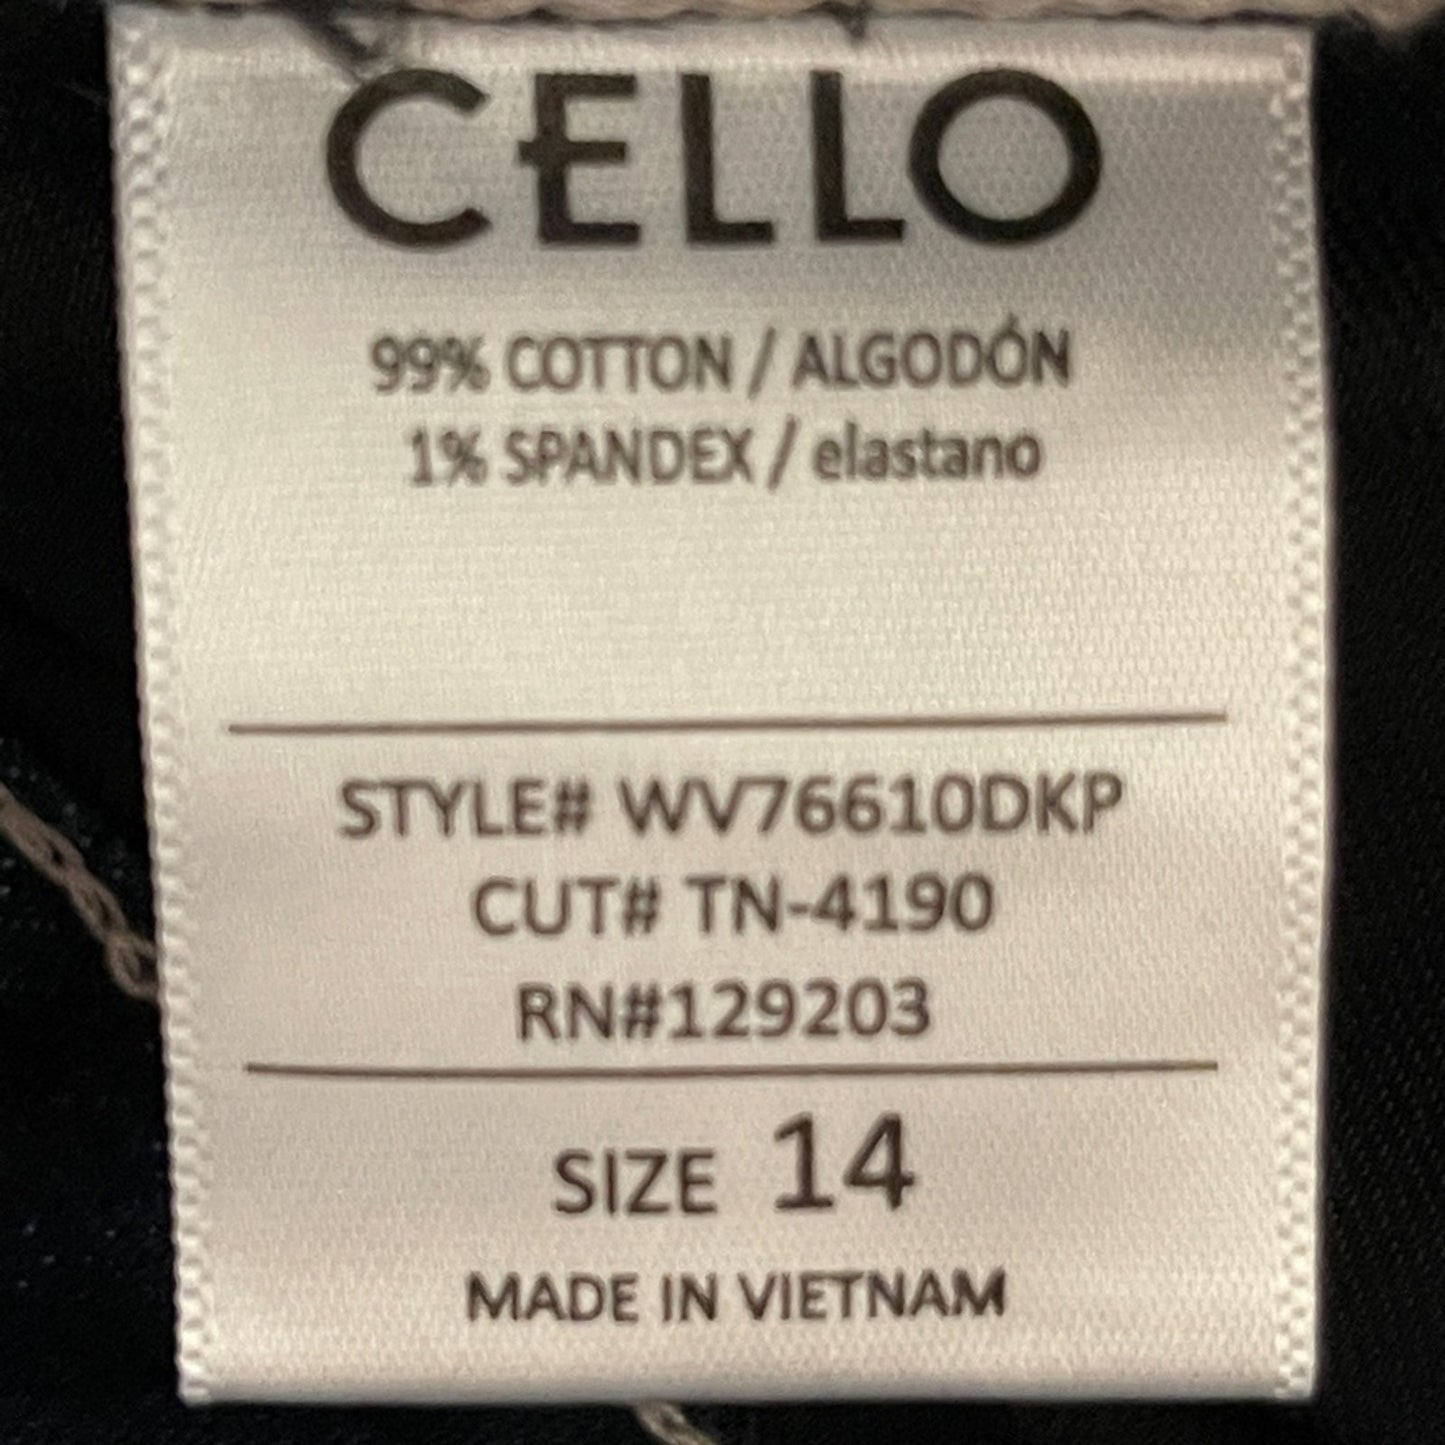 CELLO
99% COTTON / ALGODÓN
1% SPANDEX / elastano
STYLE# WV76610DKP
CUT# TN-4190
RN#129203
SIZE 14
MADE IN VIETNAM